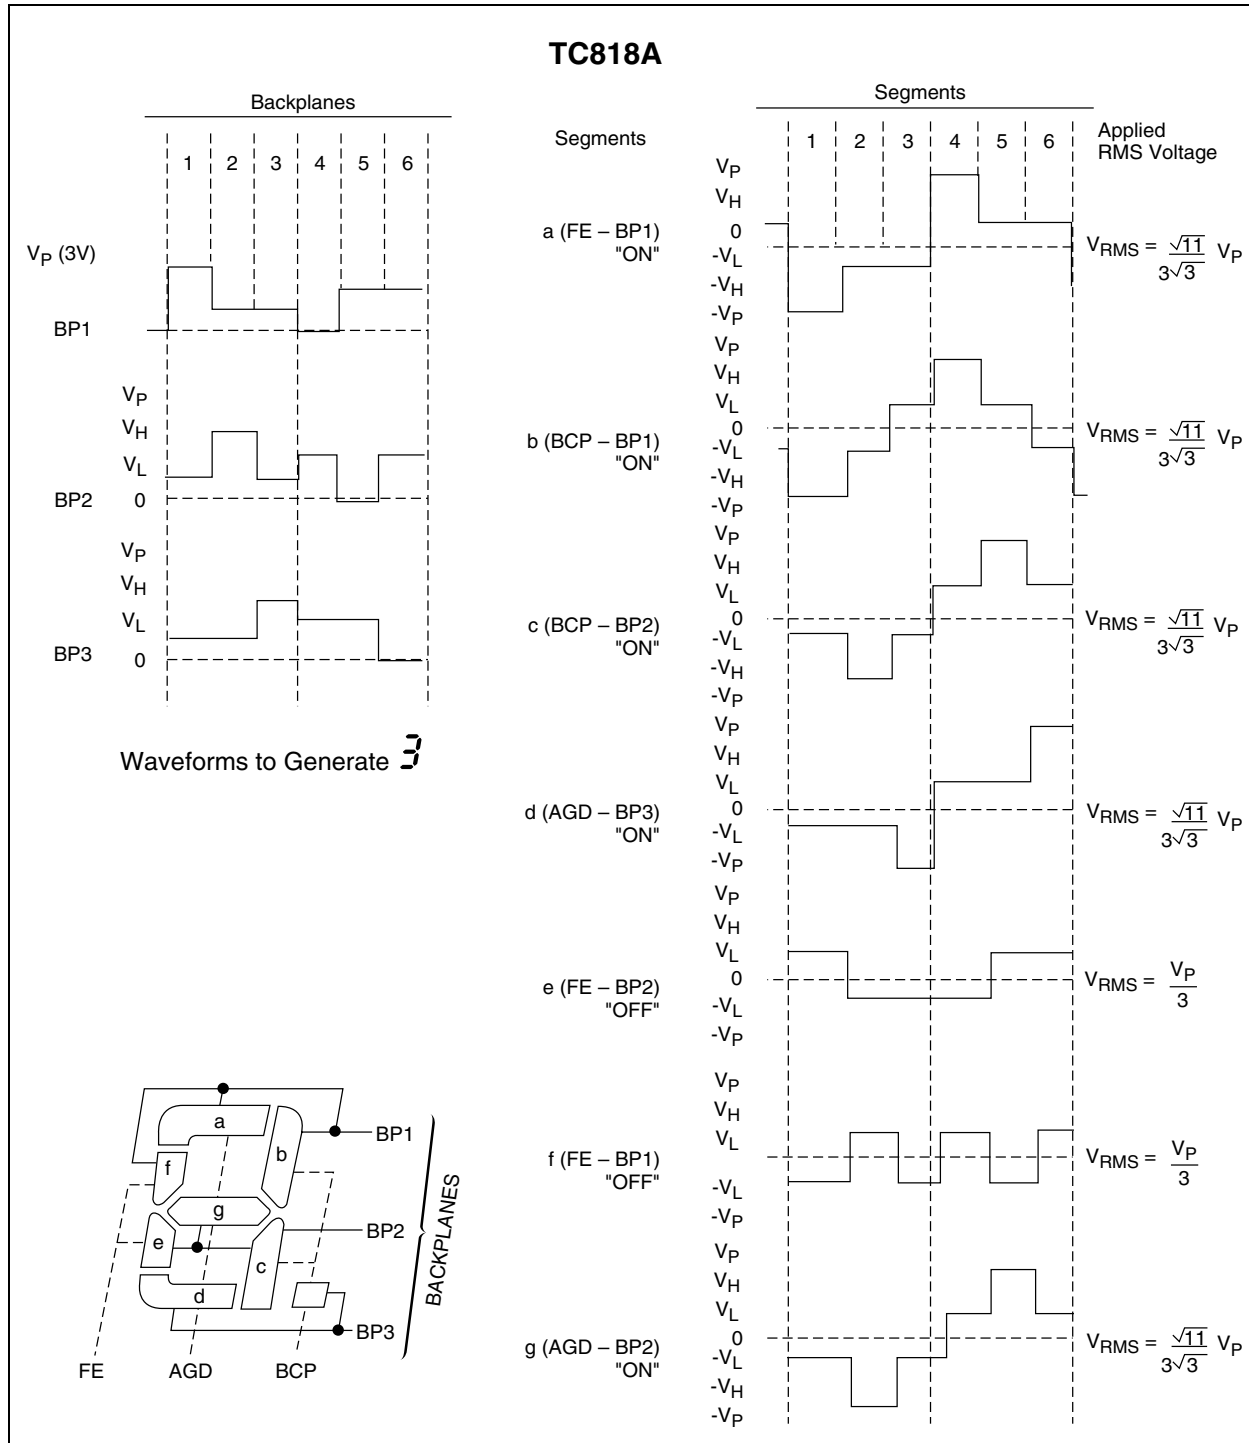 TC818A
Backplanes
1 2 3 4 5 6
VP (3V)
BP1
VP
VH
VL
BP2 0
VP
VH
VL
BP3 0
Waveforms to Generate 3
Segments
Segments
1 2 3 4 5 6
Applied
RMS Voltage
VP
VH
0
-VL
-VH
-VP
a (FE – BP1)
"ON"
VRMS = √11 / 3√3 VP
VP
VH
VL
0
-VL
-VH
-VP
b (BCP – BP1)
"ON"
VRMS = √11 / 3√3 VP
VP
VH
VL
0
-VL
-VH
-VP
c (BCP – BP2)
"ON"
VRMS = √11 / 3√3 VP
VP
VH
VL
0
-VL
-VP
d (AGD – BP3)
"ON"
VRMS = √11 / 3√3 VP
VP
VH
VL
0
-VL
-VP
e (FE – BP2)
"OFF"
VRMS = VP / 3
VP
VH
VL
-VL
-VP
f (FE – BP1)
"OFF"
VRMS = VP / 3
VP
VH
VL
0
-VL
-VH
-VP
g (AGD – BP2)
"ON"
VRMS = √11 / 3√3 VP
a
b
f
g
e
c
d
BP1
BP2
BP3
BACKPLANES
FE AGD BCP